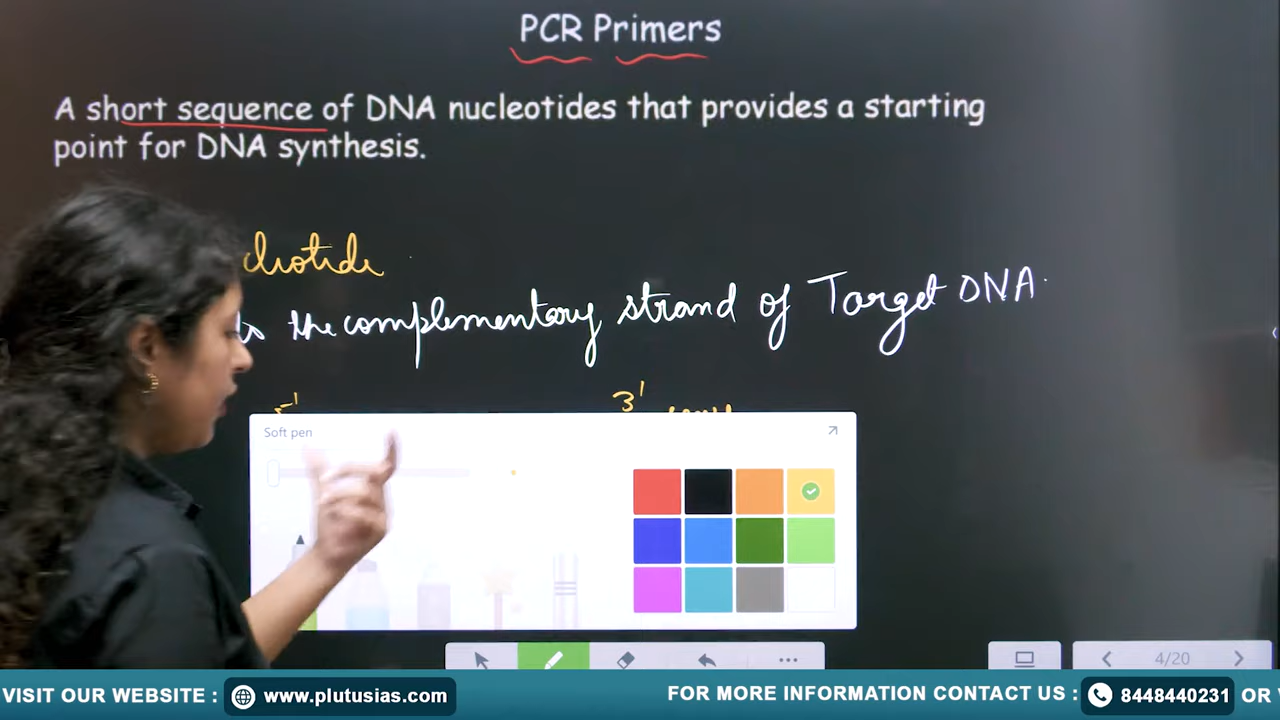 PCR Primers
A short sequence of DNA nucleotides that provides a starting
point for DNA synthesis.
the complementary strand of Target DNA
3'
Soft pen
4/20
VISIT OUR WEBSITE : www.plutusias.com
FOR MORE INFORMATION CONTACT US : 8448440231 OR